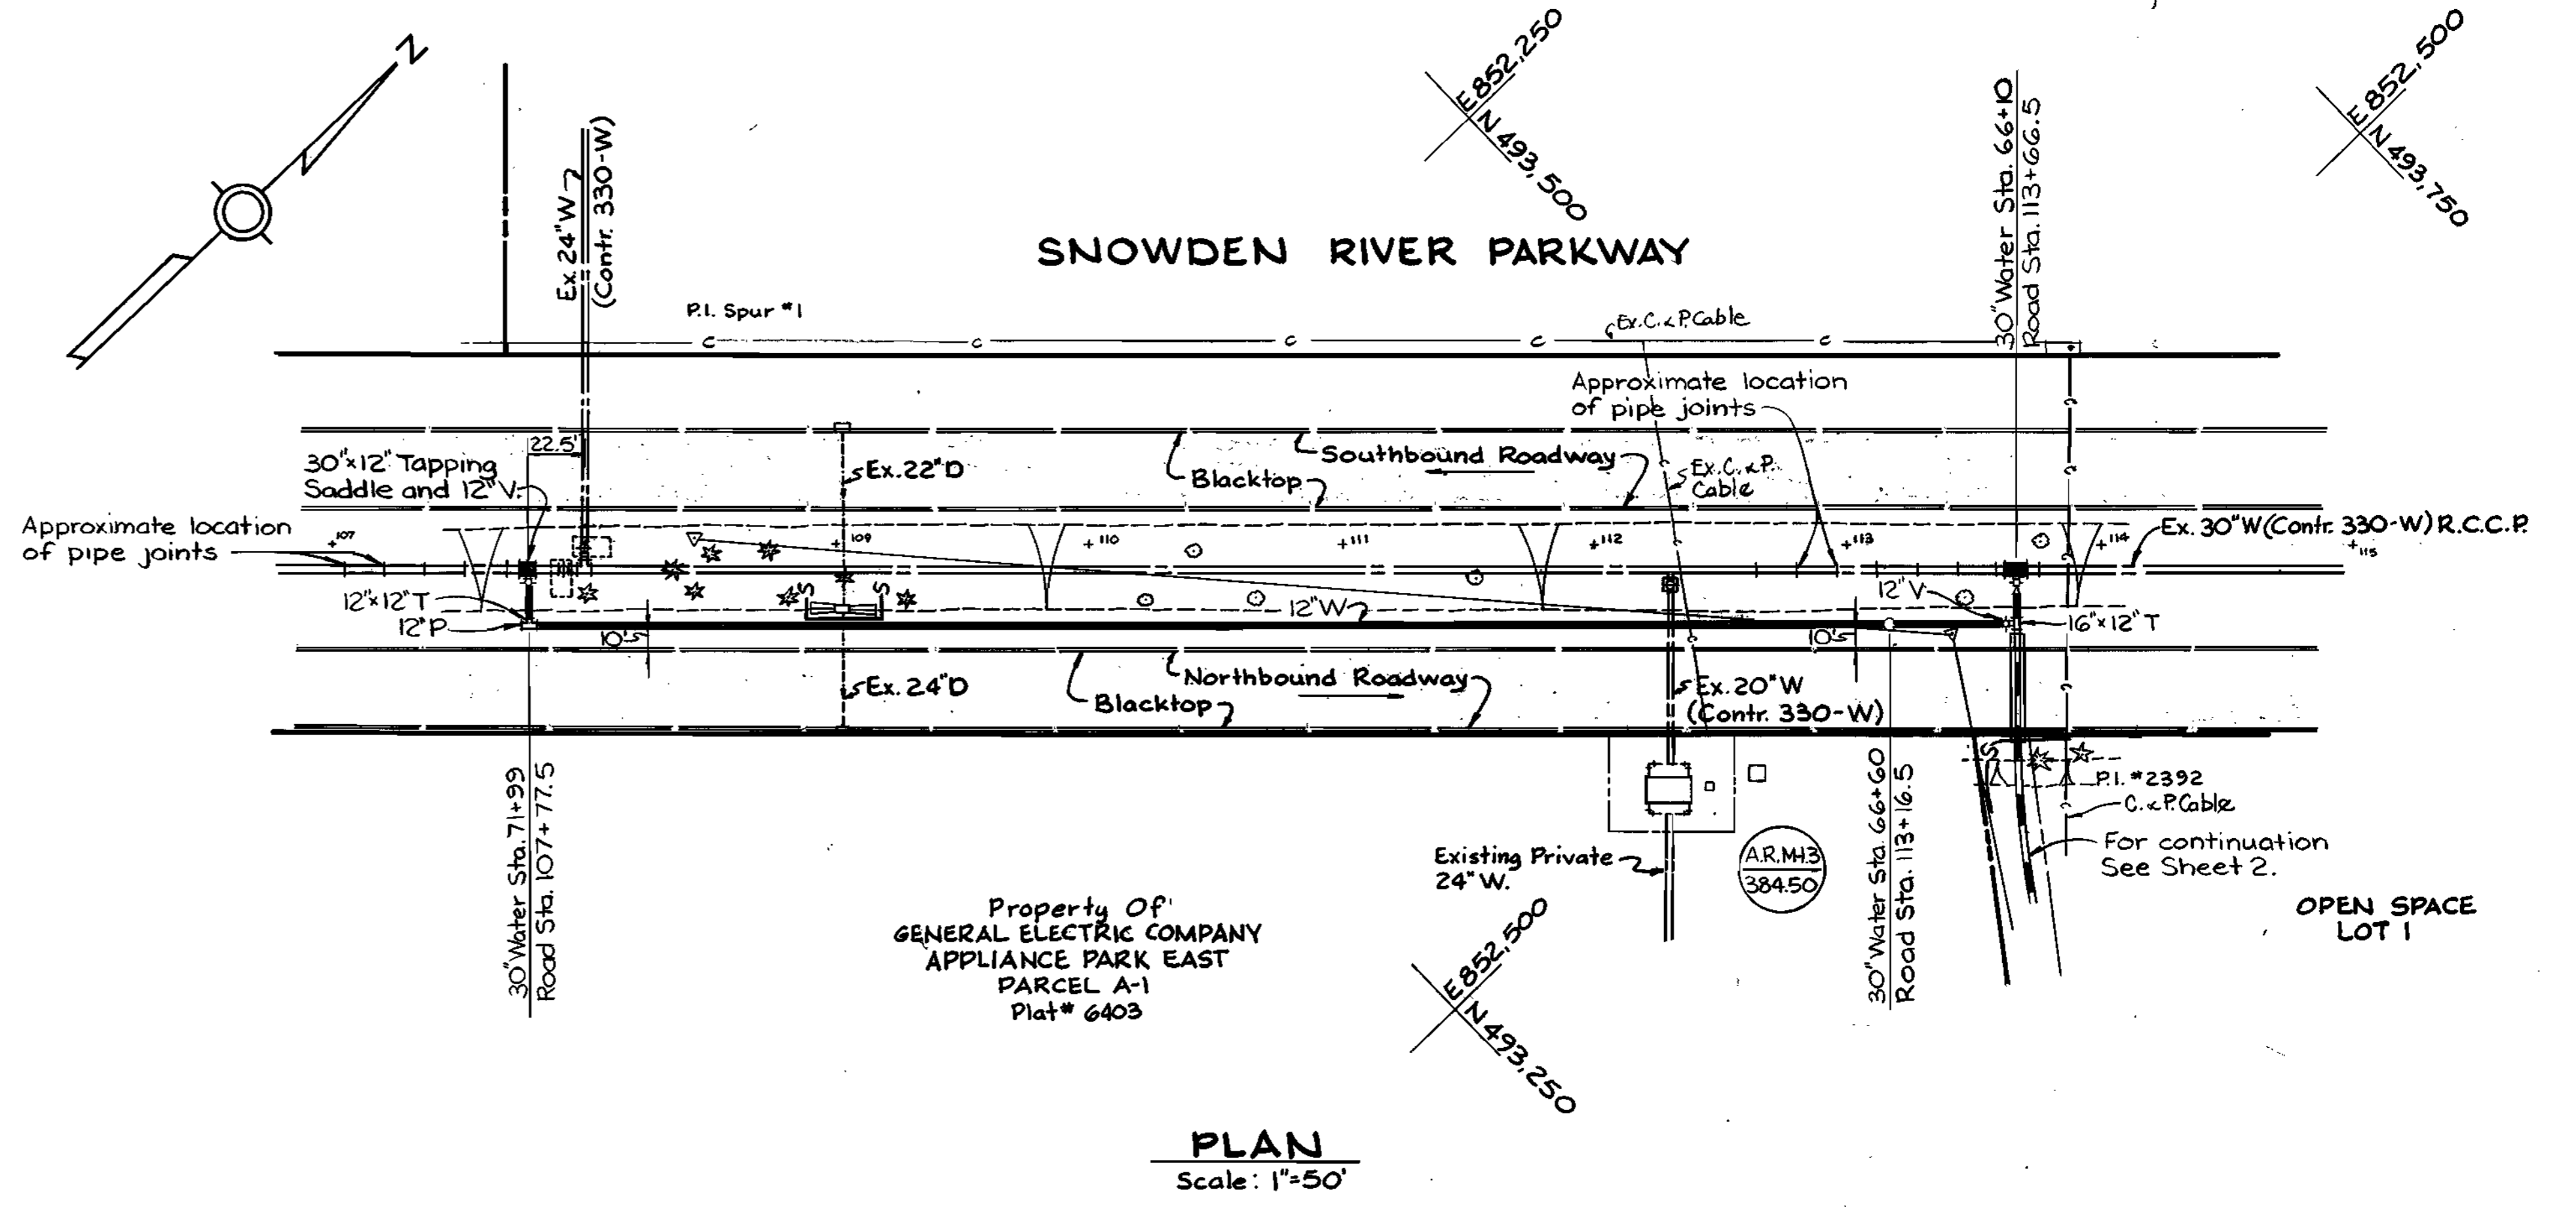 N
E 852,250
N 493,500
E 852,500
N 493,750
30" Water Sta. 66+10
Road Sta. 113+66.5
Ex. 24" W
(Contr. 330-W)
SNOWDEN RIVER PARKWAY
P.I. Spur #1
C C C C C
Ex. C. & P. Cable
Approximate location
of pipe joints
22.5'
30"x12" Tapping
Saddle and 12" V.
Ex. 22" D
Southbound Roadway
Blacktop
Ex. C. & P.
Cable
Approximate location
of pipe joints
+107
+109
+110
+111
+112
+113
+114
+115
Ex. 30" W (Contr. 330-W) R.C.C.P.
12"x12" T
12" P
S S
12" W
12" V
16"x12" T
10'
10'
Ex. 24" D
Northbound Roadway
Blacktop
Ex. 20" W
(Contr. 330-W)
30" Water Sta. 71+99
Road Sta. 107+77.5
30" Water Sta. 66+60
Road Sta. 113+16.5
S
P.I. #2392
C. & P. Cable
For continuation
See Sheet 2.
Existing Private
24" W.
A.R.M-1.3
384.50
OPEN SPACE
LOT 1
Property Of
GENERAL ELECTRIC COMPANY
APPLIANCE PARK EAST
PARCEL A-1
Plat# 6403
E 852,500
N 493,250
PLAN
Scale: 1"=50'